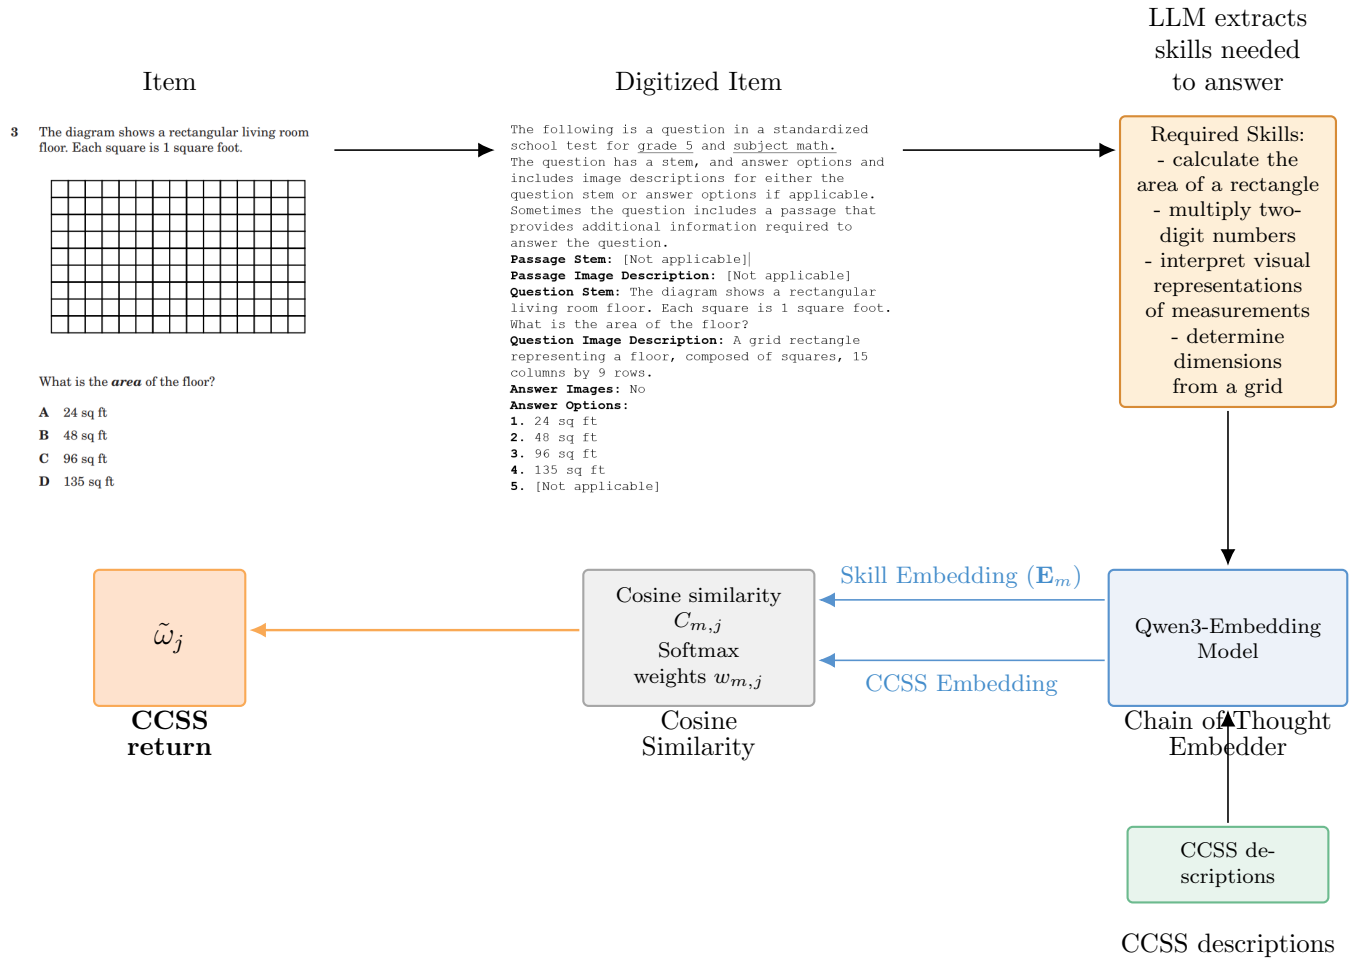 Item
3 The diagram shows a rectangular living room
floor. Each square is 1 square foot.
What is the area of the floor?
A 24 sq ft
B 48 sq ft
C 96 sq ft
D 135 sq ft
Digitized Item
The following is a question in a standardized
school test for grade 5 and subject math.
The question has a stem, and answer options and
includes image descriptions for either the
question stem or answer options if applicable.
Sometimes the question includes a passage that
provides additional information required to
answer the question.
Passage Stem: [Not applicable]
Passage Image Description: [Not applicable]
Question Stem: The diagram shows a rectangular
living room floor. Each square is 1 square foot.
What is the area of the floor?
Question Image Description: A grid rectangle
representing a floor, composed of squares, 15
columns by 9 rows.
Answer Images: No
Answer Options:
1. 24 sq ft
2. 48 sq ft
3. 96 sq ft
4. 135 sq ft
5. [Not applicable]
LLM extracts
skills needed
to answer
Required Skills:
- calculate the
area of a rectangle
- multiply two-
digit numbers
- interpret visual
representations
of measurements
- determine
dimensions
from a grid
Qwen3-Embedding
Model
Chain of Thought
Embedder
CCSS de-
scriptions
CCSS descriptions
Skill Embedding (E_m)
CCSS Embedding
Cosine similarity
C_{m,j}
Softmax
weights w_{m,j}
Cosine
Similarity
ω̃_j
CCSS
return